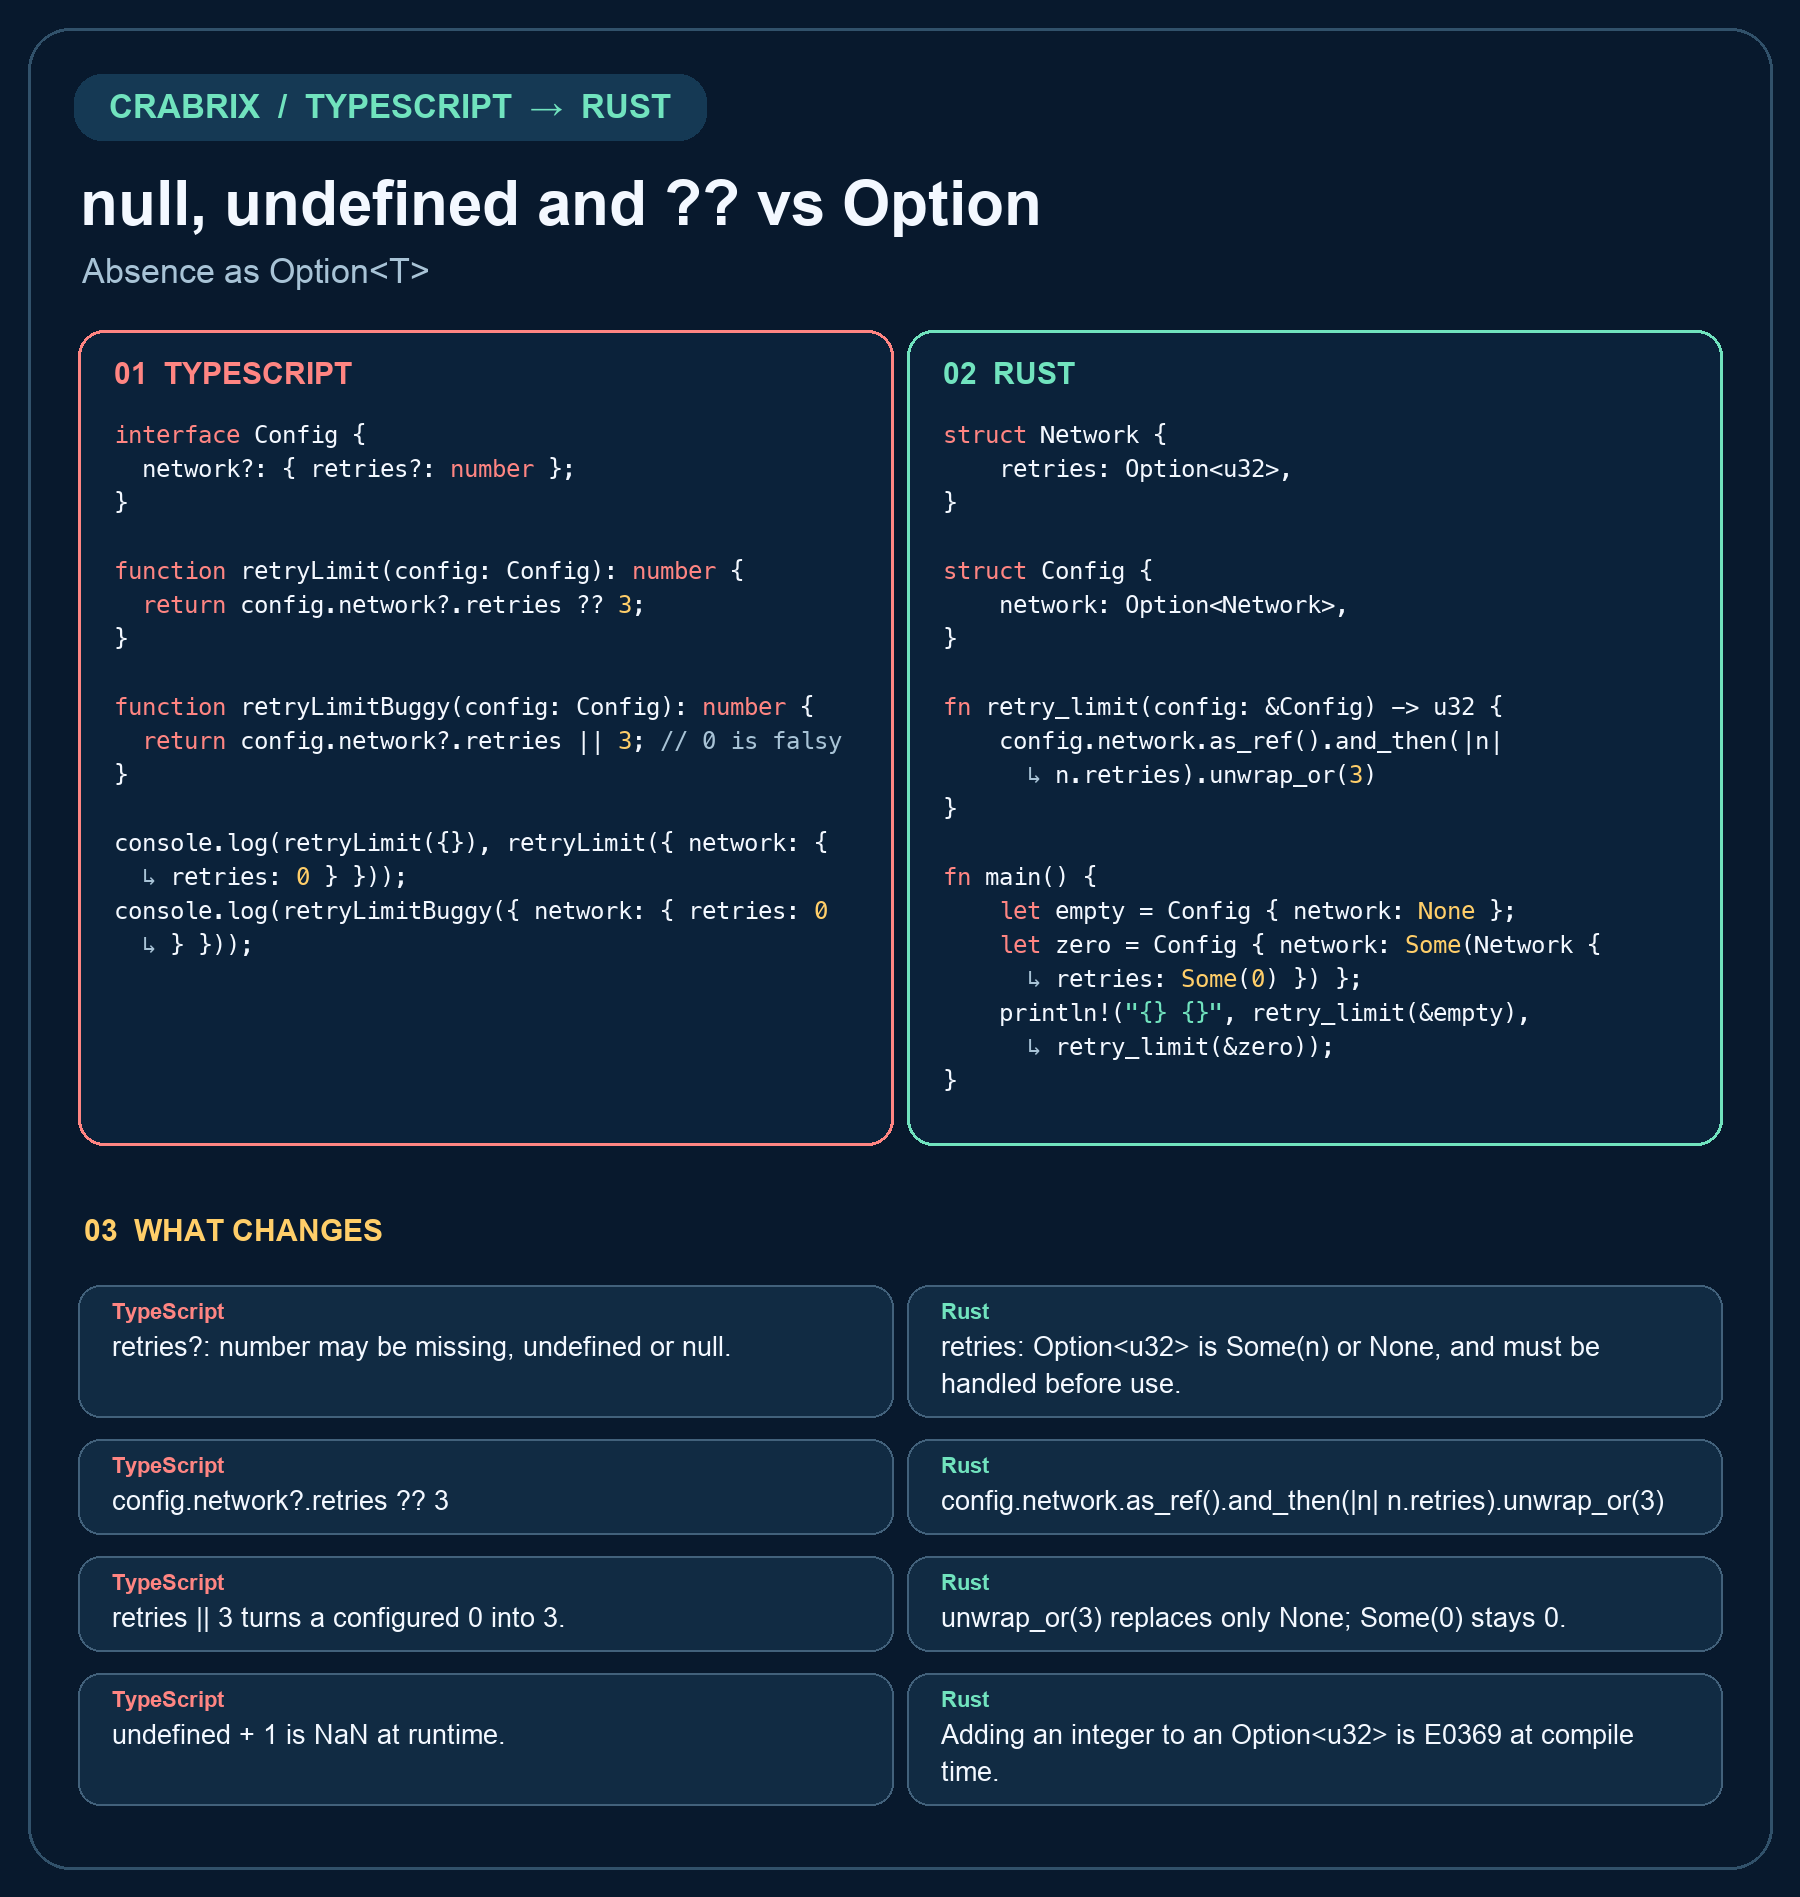 CRABRIX / TYPESCRIPT → RUST
null, undefined and ?? vs Option
Absence as Option<T>
01 TYPESCRIPT
interface Config {
  network?: { retries?: number };
}

function retryLimit(config: Config): number {
  return config.network?.retries ?? 3;
}

function retryLimitBuggy(config: Config): number {
  return config.network?.retries || 3; // 0 is falsy
}

console.log(retryLimit({}), retryLimit({ network: {
  ↳ retries: 0 } }));
console.log(retryLimitBuggy({ network: { retries: 0
  ↳ } }));
02 RUST
struct Network {
    retries: Option<u32>,
}

struct Config {
    network: Option<Network>,
}

fn retry_limit(config: &Config) -> u32 {
    config.network.as_ref().and_then(|n|
      ↳ n.retries).unwrap_or(3)
}

fn main() {
    let empty = Config { network: None };
    let zero = Config { network: Some(Network {
      ↳ retries: Some(0) }) };
    println!("{} {}", retry_limit(&empty),
      ↳ retry_limit(&zero));
}
03 WHAT CHANGES
TypeScript
retries?: number may be missing, undefined or null.
Rust
retries: Option<u32> is Some(n) or None, and must be
handled before use.
TypeScript
config.network?.retries ?? 3
Rust
config.network.as_ref().and_then(|n| n.retries).unwrap_or(3)
TypeScript
retries || 3 turns a configured 0 into 3.
Rust
unwrap_or(3) replaces only None; Some(0) stays 0.
TypeScript
undefined + 1 is NaN at runtime.
Rust
Adding an integer to an Option<u32> is E0369 at compile
time.